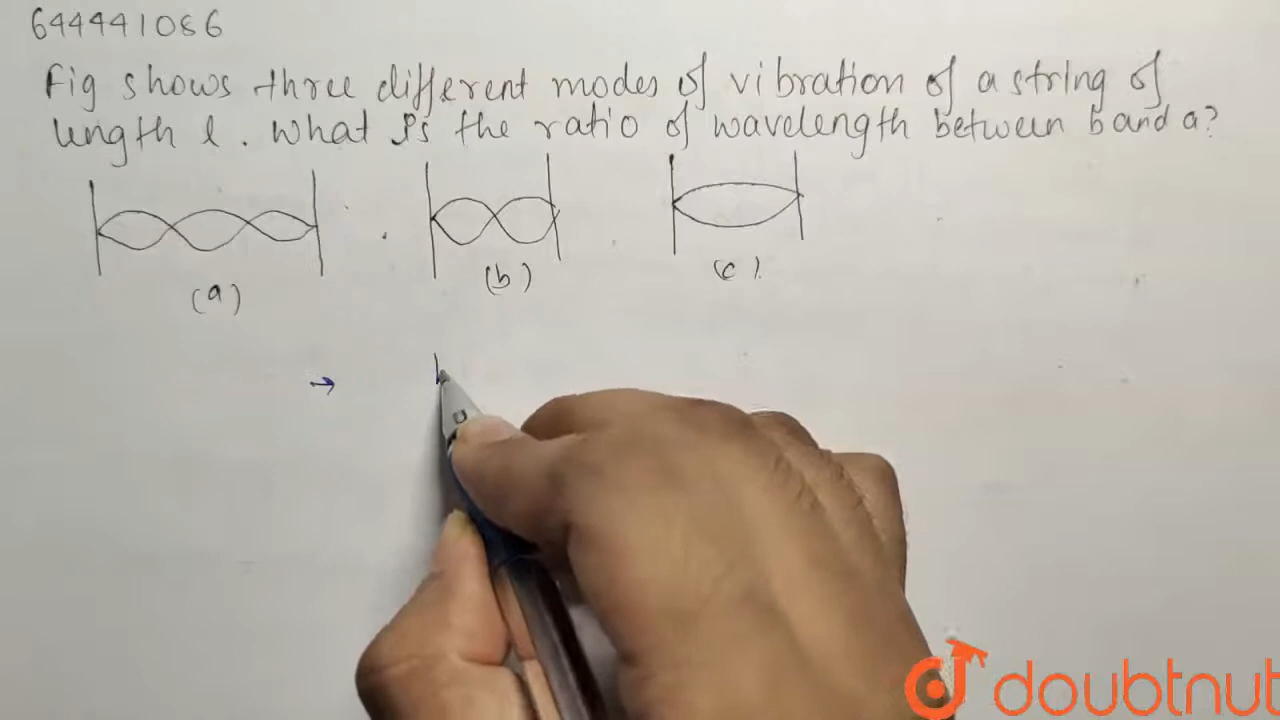 644441086
Fig shows three different modes of vibration of a string of
length l. What is the ratio of wavelength between b and a?
(a)
(b)
(c).
doubtnut